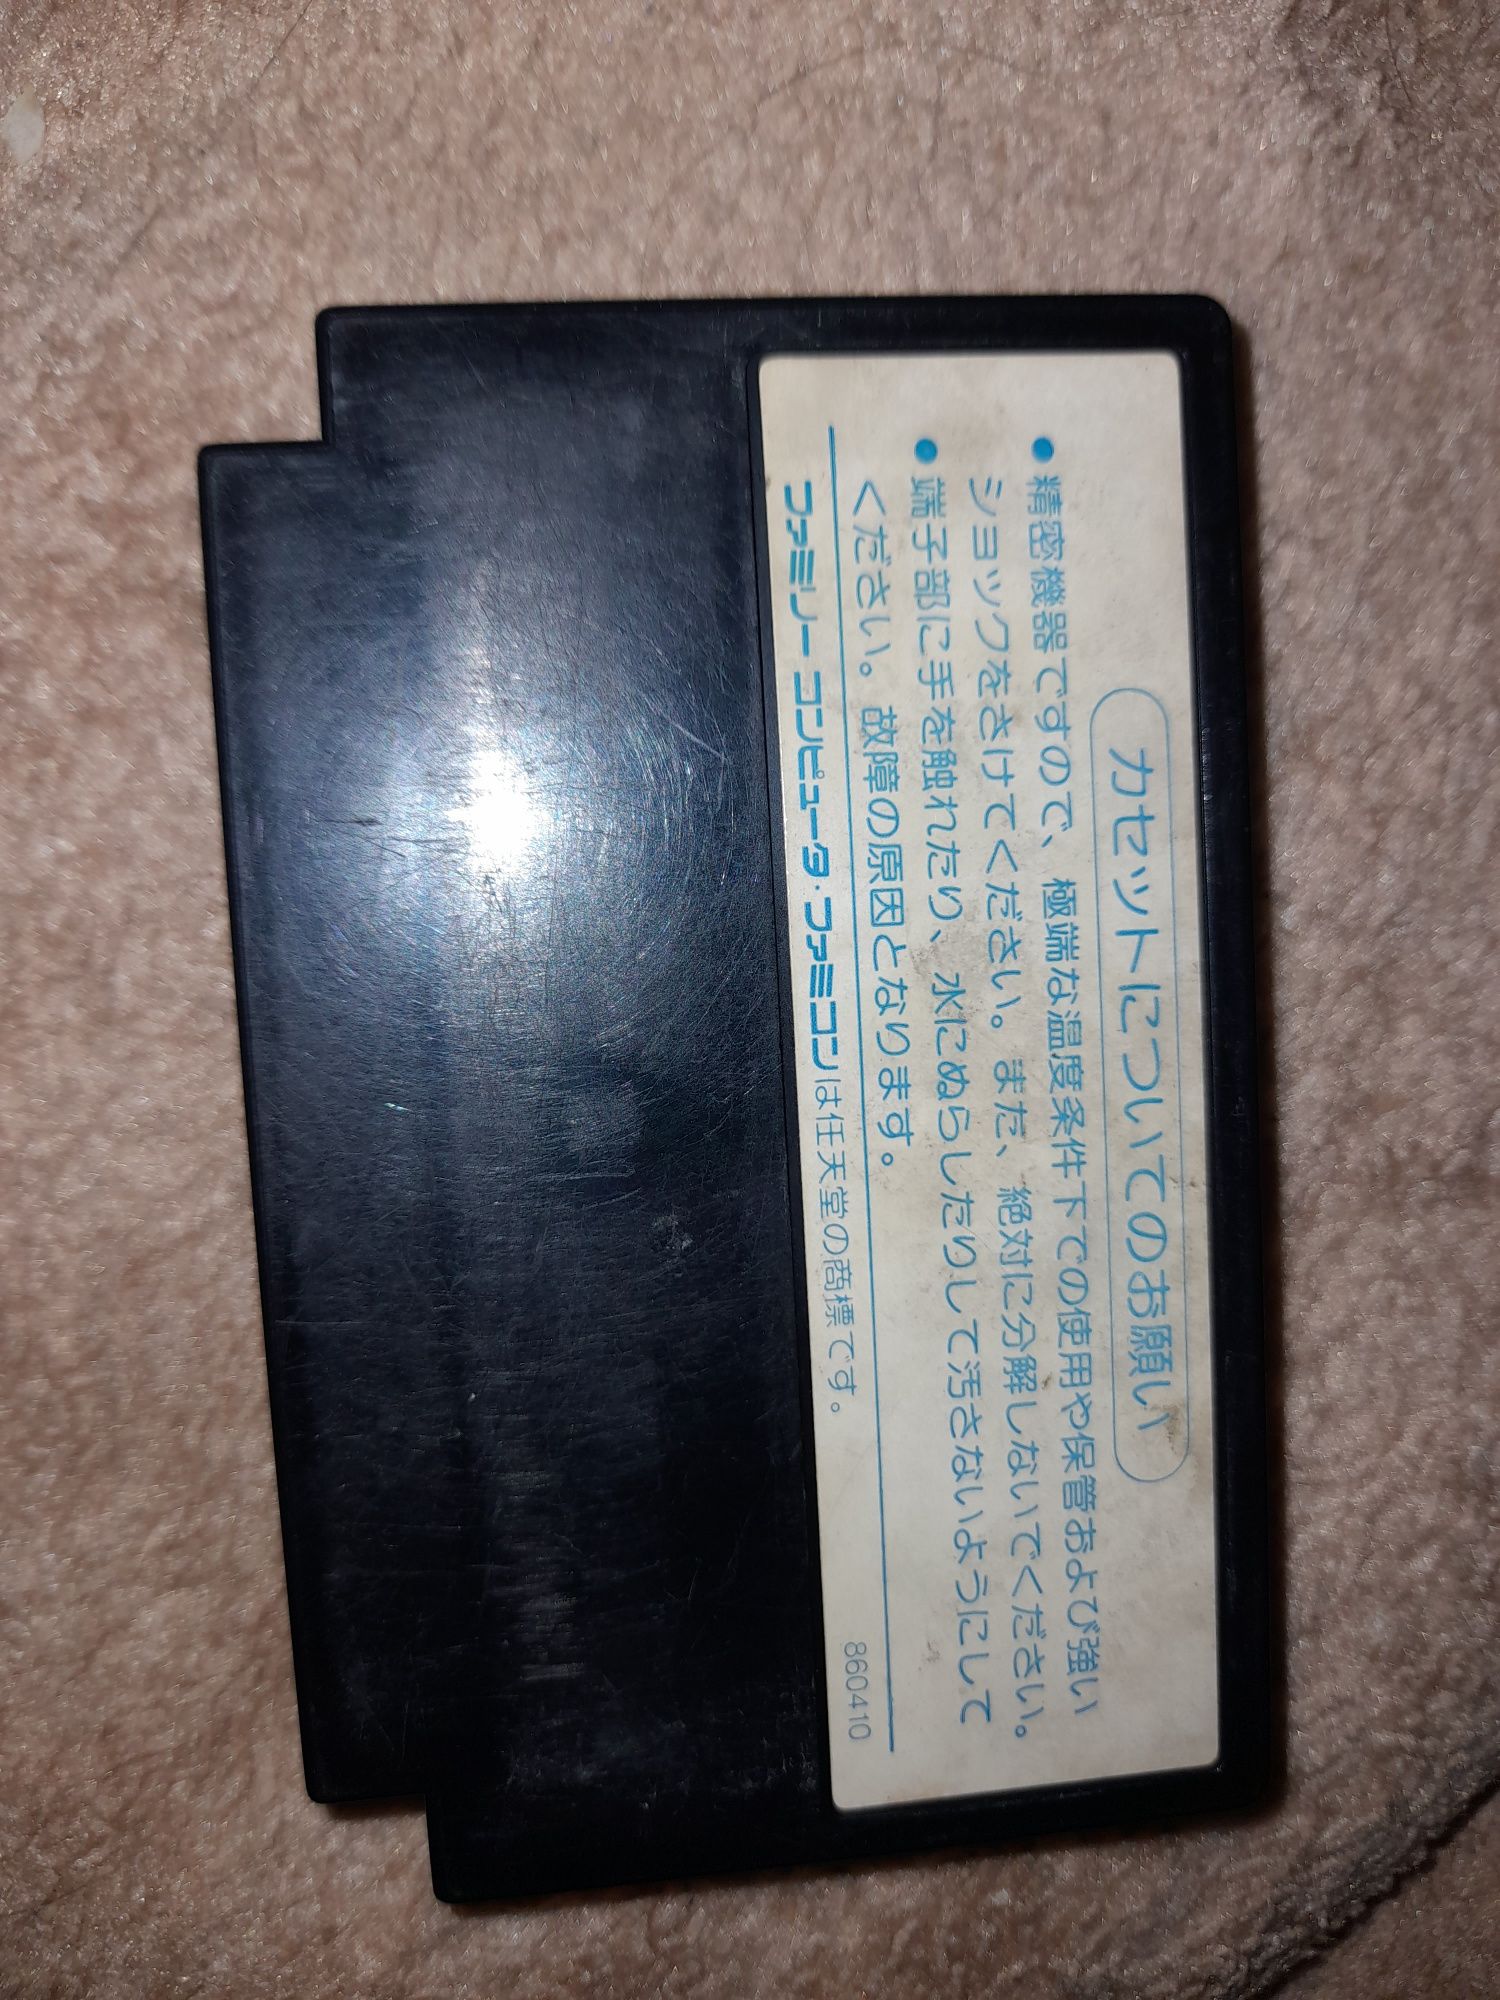 カセットについてのお願い
●精密機器ですので、極端な温度条件下での使用や保管および強い
ショックをさけてください。また、絶対に分解しないでください。
●端子部に手を触れたり、水にぬらしたりして汚さないようにして
ください。故障の原因となります。
860410
ファミリー コンピュータ・ファミコンは任天堂の商標です。